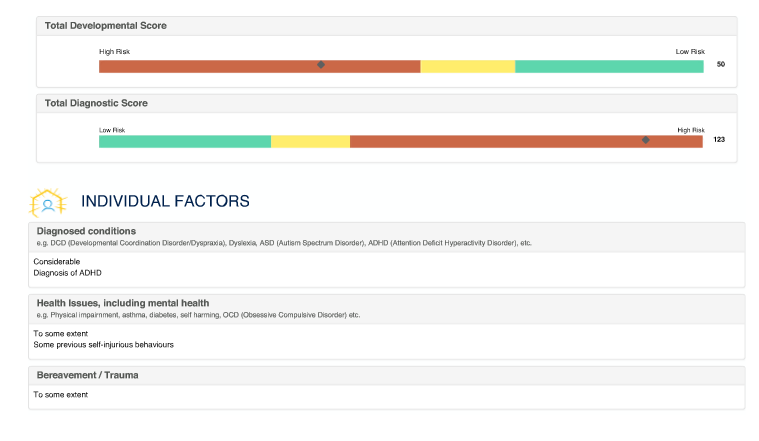 Total Developmental Score
High Risk
Low Risk
50
Total Diagnostic Score
Low Risk
High Risk
123
INDIVIDUAL FACTORS
Diagnosed conditions
e.g. DCD (Developmental Coordination Disorder/Dyspraxia), Dyslexia, ASD (Autism Spectrum Disorder), ADHD (Attention Deficit Hyperactivity Disorder), etc.
Considerable
Diagnosis of ADHD
Health Issues, including mental health
e.g. Physical impairnment, asthma, diabetes, self harming, OCD (Obsessive Compulsive Disorder) etc.
To some extent
Some previous self-injurious behaviours
Bereavement / Trauma
To some extent